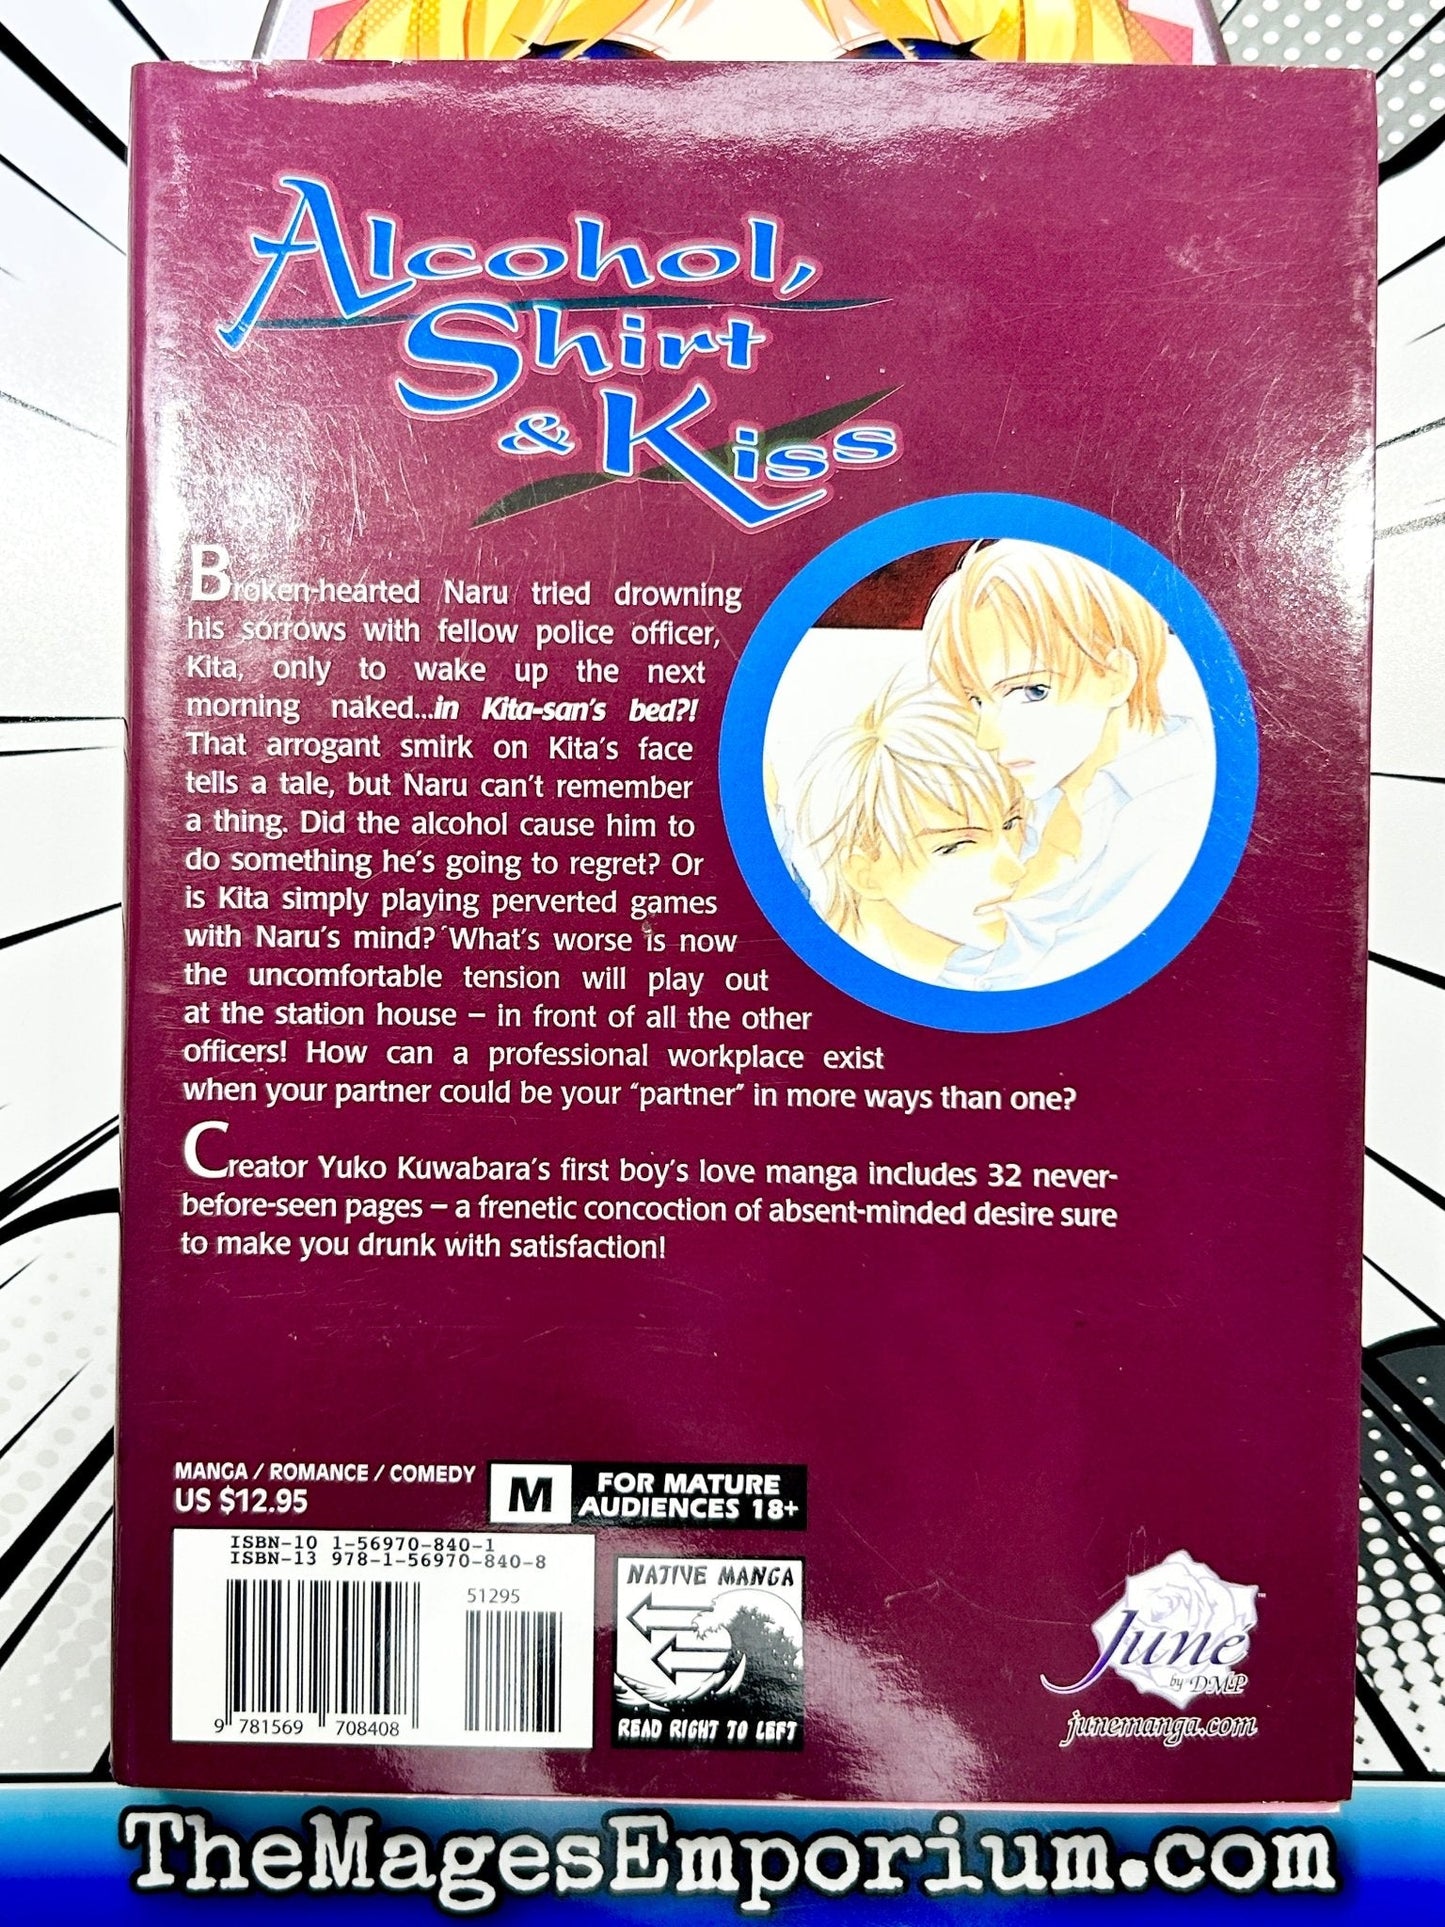 Alcohol,
Shirt
& Kiss
Broken-hearted Naru tried drowning
his sorrows with fellow police officer,
Kita, only to wake up the next
morning naked...in Kita-san's bed?!
That arrogant smirk on Kita's face
tells a tale, but Naru can't remember
a thing. Did the alcohol cause him to
do something he's going to regret? Or
is Kita simply playing perverted games
with Naru's mind? What's worse is now
the uncomfortable tension will play out
at the station house – in front of all the other
officers! How can a professional workplace exist
when your partner could be your "partner" in more ways than one?
Creator Yuko Kuwabara's first boy's love manga includes 32 never-
before-seen pages – a frenetic concoction of absent-minded desire sure
to make you drunk with satisfaction!
MANGA / ROMANCE / COMEDY
US $12.95
M FOR MATURE
AUDIENCES 18+
ISBN-10 1-56970-840-1
ISBN-13 978-1-56970-840-8
51295
9 781569 708408
NATIVE MANGA
READ RIGHT TO LEFT
Juné™
by DMP
junemanga.com
TheMagesEmporium.com